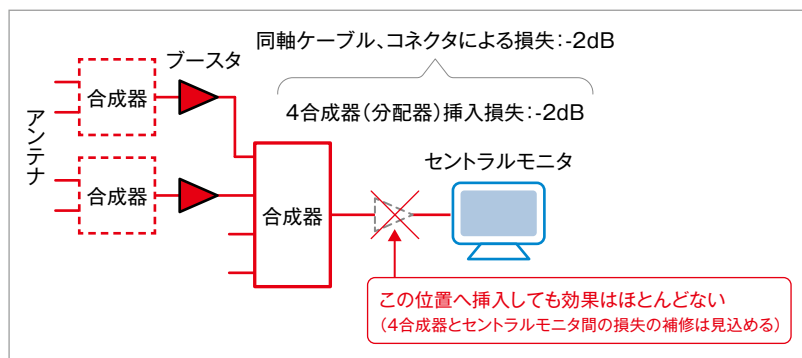 ブースタ
同軸ケーブル、コネクタによる損失：-2dB
合成器
4合成器（分配器）挿入損失：-2dB
アンテナ
セントラルモニタ
合成器
合成器
この位置へ挿入しても効果はほとんどない
（4合成器とセントラルモニタ間の損失の補修は見込める）